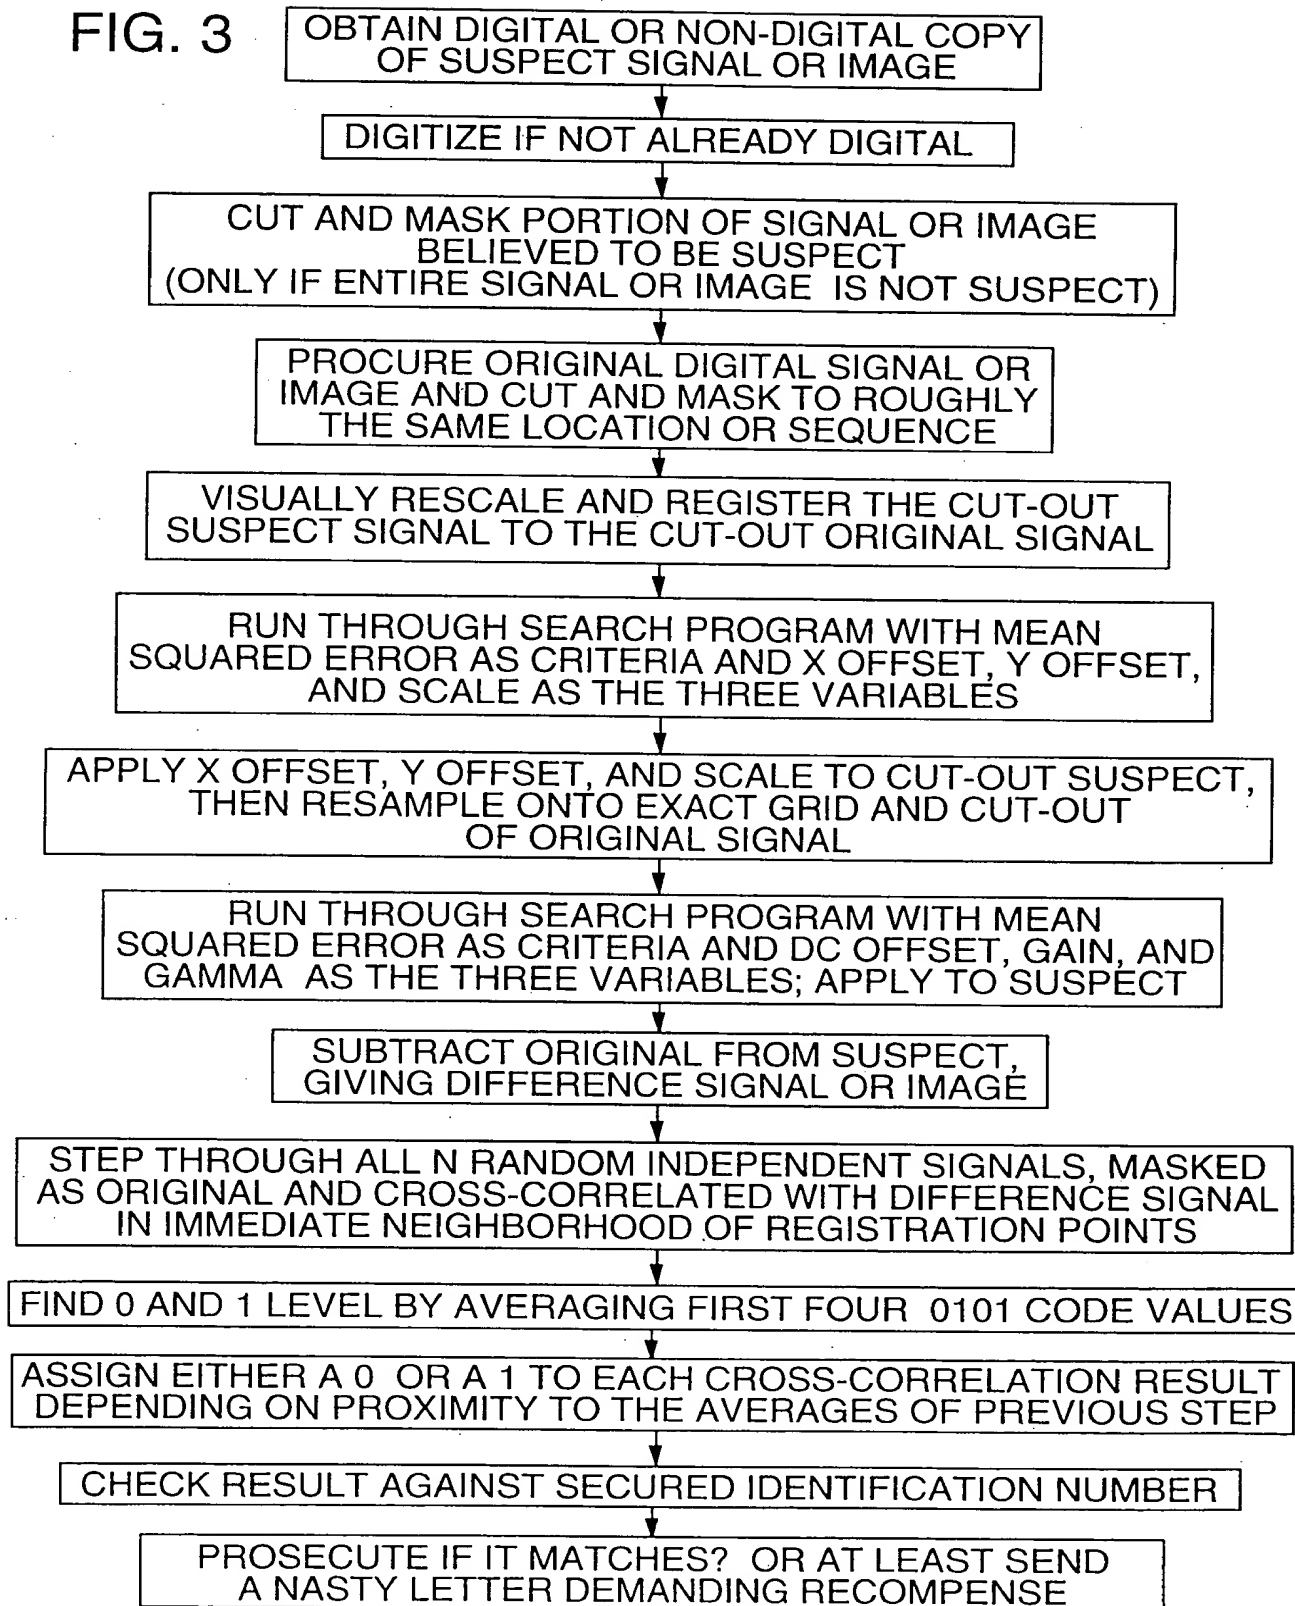 FIG. 3
OBTAIN DIGITAL OR NON-DIGITAL COPY
OF SUSPECT SIGNAL OR IMAGE
DIGITIZE IF NOT ALREADY DIGITAL
CUT AND MASK PORTION OF SIGNAL OR IMAGE
BELIEVED TO BE SUSPECT
(ONLY IF ENTIRE SIGNAL OR IMAGE IS NOT SUSPECT)
PROCURE ORIGINAL DIGITAL SIGNAL OR
IMAGE AND CUT AND MASK TO ROUGHLY
THE SAME LOCATION OR SEQUENCE
VISUALLY RESCALE AND REGISTER THE CUT-OUT
SUSPECT SIGNAL TO THE CUT-OUT ORIGINAL SIGNAL
RUN THROUGH SEARCH PROGRAM WITH MEAN
SQUARED ERROR AS CRITERIA AND X OFFSET, Y OFFSET,
AND SCALE AS THE THREE VARIABLES
APPLY X OFFSET, Y OFFSET, AND SCALE TO CUT-OUT SUSPECT,
THEN RESAMPLE ONTO EXACT GRID AND CUT-OUT
OF ORIGINAL SIGNAL
RUN THROUGH SEARCH PROGRAM WITH MEAN
SQUARED ERROR AS CRITERIA AND DC OFFSET, GAIN, AND
GAMMA AS THE THREE VARIABLES; APPLY TO SUSPECT
SUBTRACT ORIGINAL FROM SUSPECT,
GIVING DIFFERENCE SIGNAL OR IMAGE
STEP THROUGH ALL N RANDOM INDEPENDENT SIGNALS, MASKED
AS ORIGINAL AND CROSS-CORRELATED WITH DIFFERENCE SIGNAL
IN IMMEDIATE NEIGHBORHOOD OF REGISTRATION POINTS
FIND 0 AND 1 LEVEL BY AVERAGING FIRST FOUR 0101 CODE VALUES
ASSIGN EITHER A 0 OR A 1 TO EACH CROSS-CORRELATION RESULT
DEPENDING ON PROXIMITY TO THE AVERAGES OF PREVIOUS STEP
CHECK RESULT AGAINST SECURED IDENTIFICATION NUMBER
PROSECUTE IF IT MATCHES? OR AT LEAST SEND
A NASTY LETTER DEMANDING RECOMPENSE